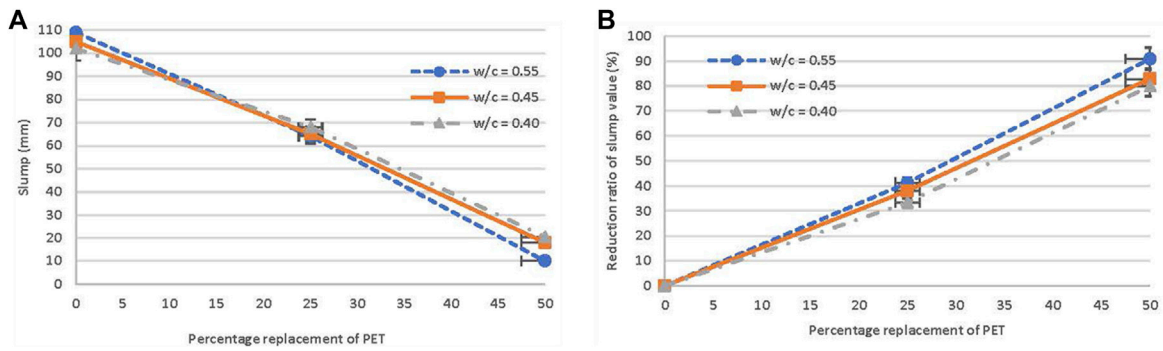 A
Slump (mm)
110
100
90
80
70
60
50
40
30
20
10
0
w/c = 0.55
w/c = 0.45
w/c = 0.40
0 5 10 15 20 25 30 35 40 45 50
Percentage replacement of PET
B
Reduction ratio of slump value (%)
100
90
80
70
60
50
40
30
20
10
0
w/c = 0.55
w/c = 0.45
w/c = 0.40
0 5 10 15 20 25 30 35 40 45 50
Percentage replacement of PET